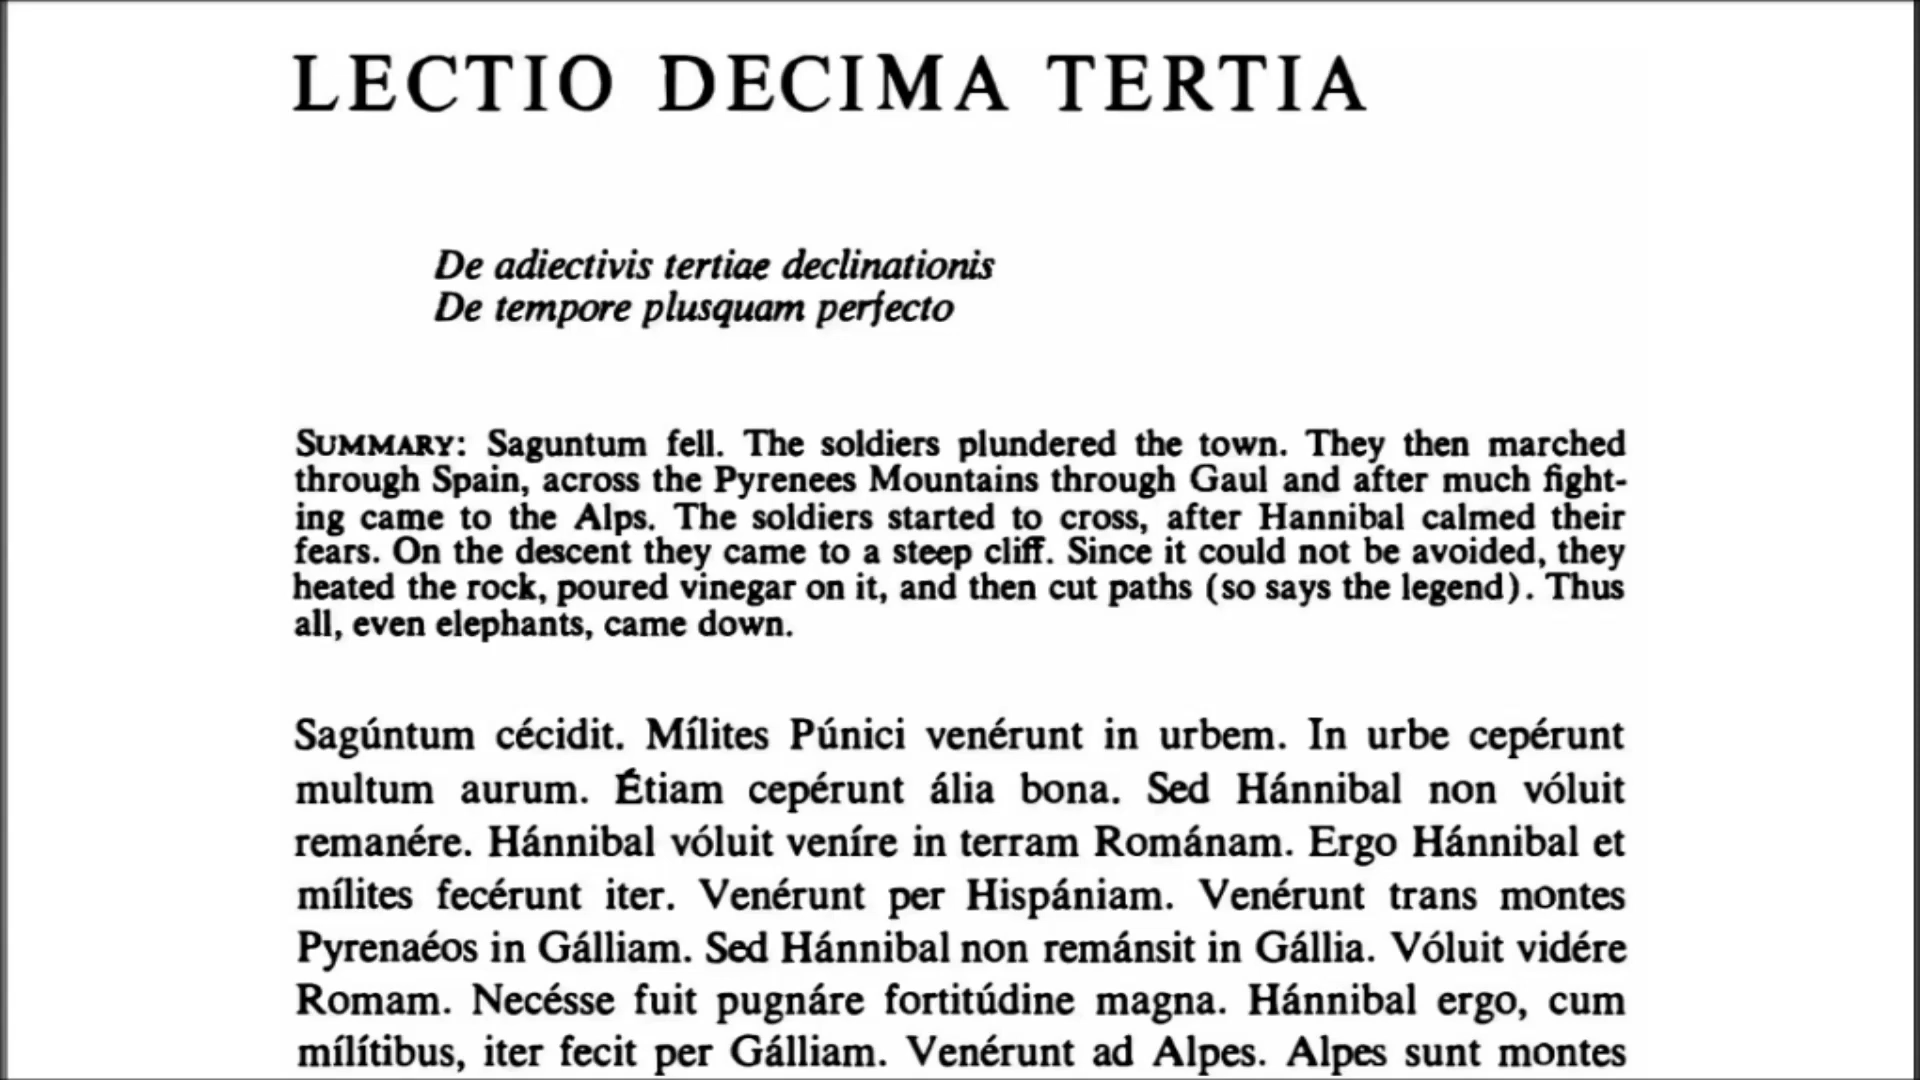 LECTIO DECIMA TERTIA
De adiectivis tertiae declinationis
De tempore plusquam perfecto
SUMMARY: Saguntum fell. The soldiers plundered the town. They then marched
through Spain, across the Pyrenees Mountains through Gaul and after much fight-
ing came to the Alps. The soldiers started to cross, after Hannibal calmed their
fears. On the descent they came to a steep cliff. Since it could not be avoided, they
heated the rock, poured vinegar on it, and then cut paths (so says the legend). Thus
all, even elephants, came down.
Sagúntum cécidit. Mílites Púnici venérunt in urbem. In urbe cepérunt
multum aurum. Étiam cepérunt ália bona. Sed Hánnibal non vóluit
remanére. Hánnibal vóluit veníre in terram Románam. Ergo Hánnibal et
mílites fecérunt iter. Venérunt per Hispániam. Venérunt trans montes
Pyrenaéos in Gálliam. Sed Hánnibal non remánsit in Gállia. Vóluit vidére
Romam. Necésse fuit pugnáre fortitúdine magna. Hánnibal ergo, cum
mílítibus, iter fecit per Gálliam. Venérunt ad Alpes. Alpes sunt montes